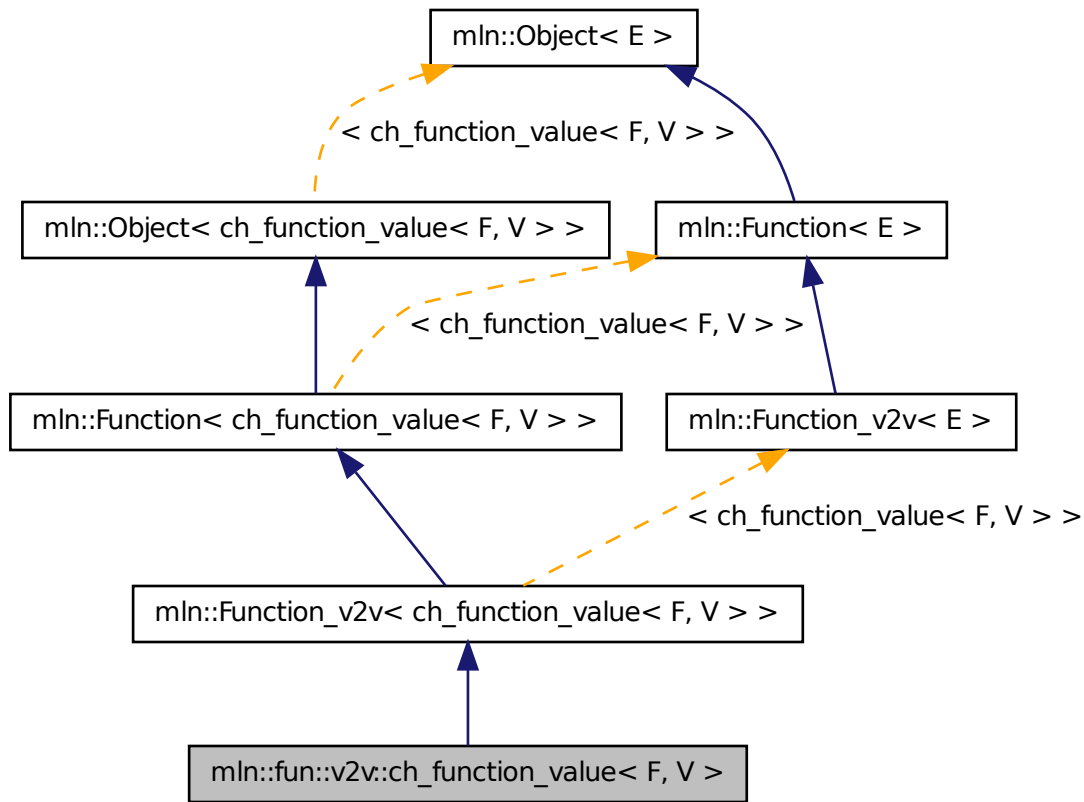 mln::Object< E >
< ch_function_value< F, V > >
mln::Object< ch_function_value< F, V > >
mln::Function< E >
< ch_function_value< F, V > >
mln::Function< ch_function_value< F, V > >
mln::Function_v2v< E >
< ch_function_value< F, V > >
mln::Function_v2v< ch_function_value< F, V > >
mln::fun::v2v::ch_function_value< F, V >